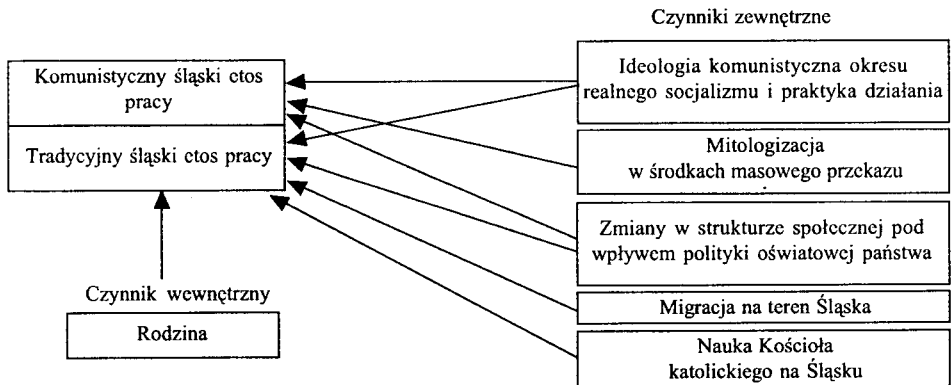 Czynniki zewnętrzne
Komunistyczny śląski etos
pracy
Tradycyjny śląski etos pracy
Czynnik wewnętrzny
Rodzina
Ideologia komunistyczna okresu
realnego socjalizmu i praktyka działania
Mitologizacja
w środkach masowego przekazu
Zmiany w strukturze społecznej pod
wpływem polityki oświatowej państwa
Migracja na teren Śląska
Nauka Kościoła
katolickiego na Śląsku